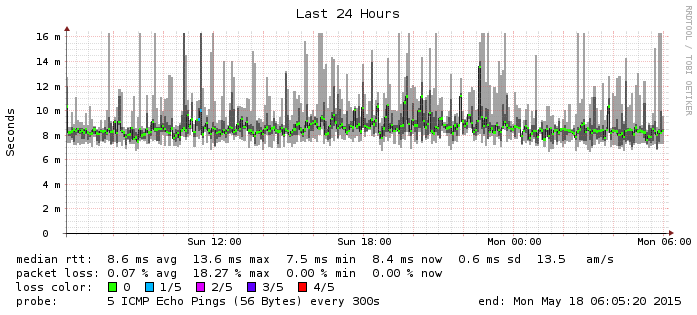 Last 24 Hours
RRDTOOL / TOBI OETIKER
Seconds
16 m
14 m
12 m
10 m
8 m
6 m
4 m
2 m
0
Sun 12:00 Sun 18:00 Mon 00:00 Mon 06:00
median rtt: 8.6 ms avg 13.6 ms max 7.5 ms min 8.4 ms now 0.6 ms sd 13.5 am/s
packet loss: 0.07 % avg 18.27 % max 0.00 % min 0.00 % now
loss color: 0 1/5 2/5 3/5 4/5
probe: 5 ICMP Echo Pings (56 Bytes) every 300s end: Mon May 18 06:05:20 2015